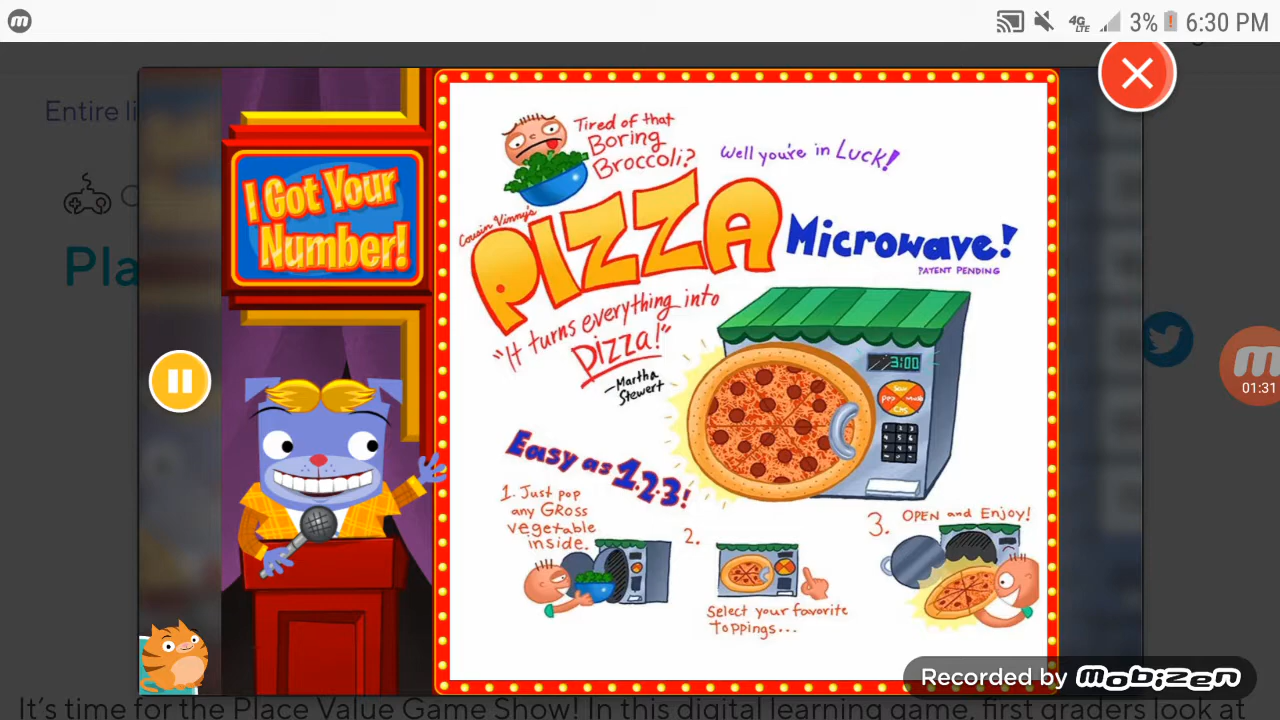 4G LTE 3% 6:30 PM
Entire li
Pla
I Got Your
Number!
Tired of that
Boring
Broccoli?
Well you're in Luck!
Cousin Vinny's
PIZZA
Microwave!
PATENT PENDING
"It turns everything into
Pizza!"
—Martha
Stewert
3:00
Easy as 1.2.3!
1. Just pop
any GRoss
vegetable
inside.
2.
Select your favorite
Toppings...
3. OPEN and Enjoy!
01:31
Recorded by mobizen
It's time for the Place Value Game Show! In this digital learning game, first graders look at